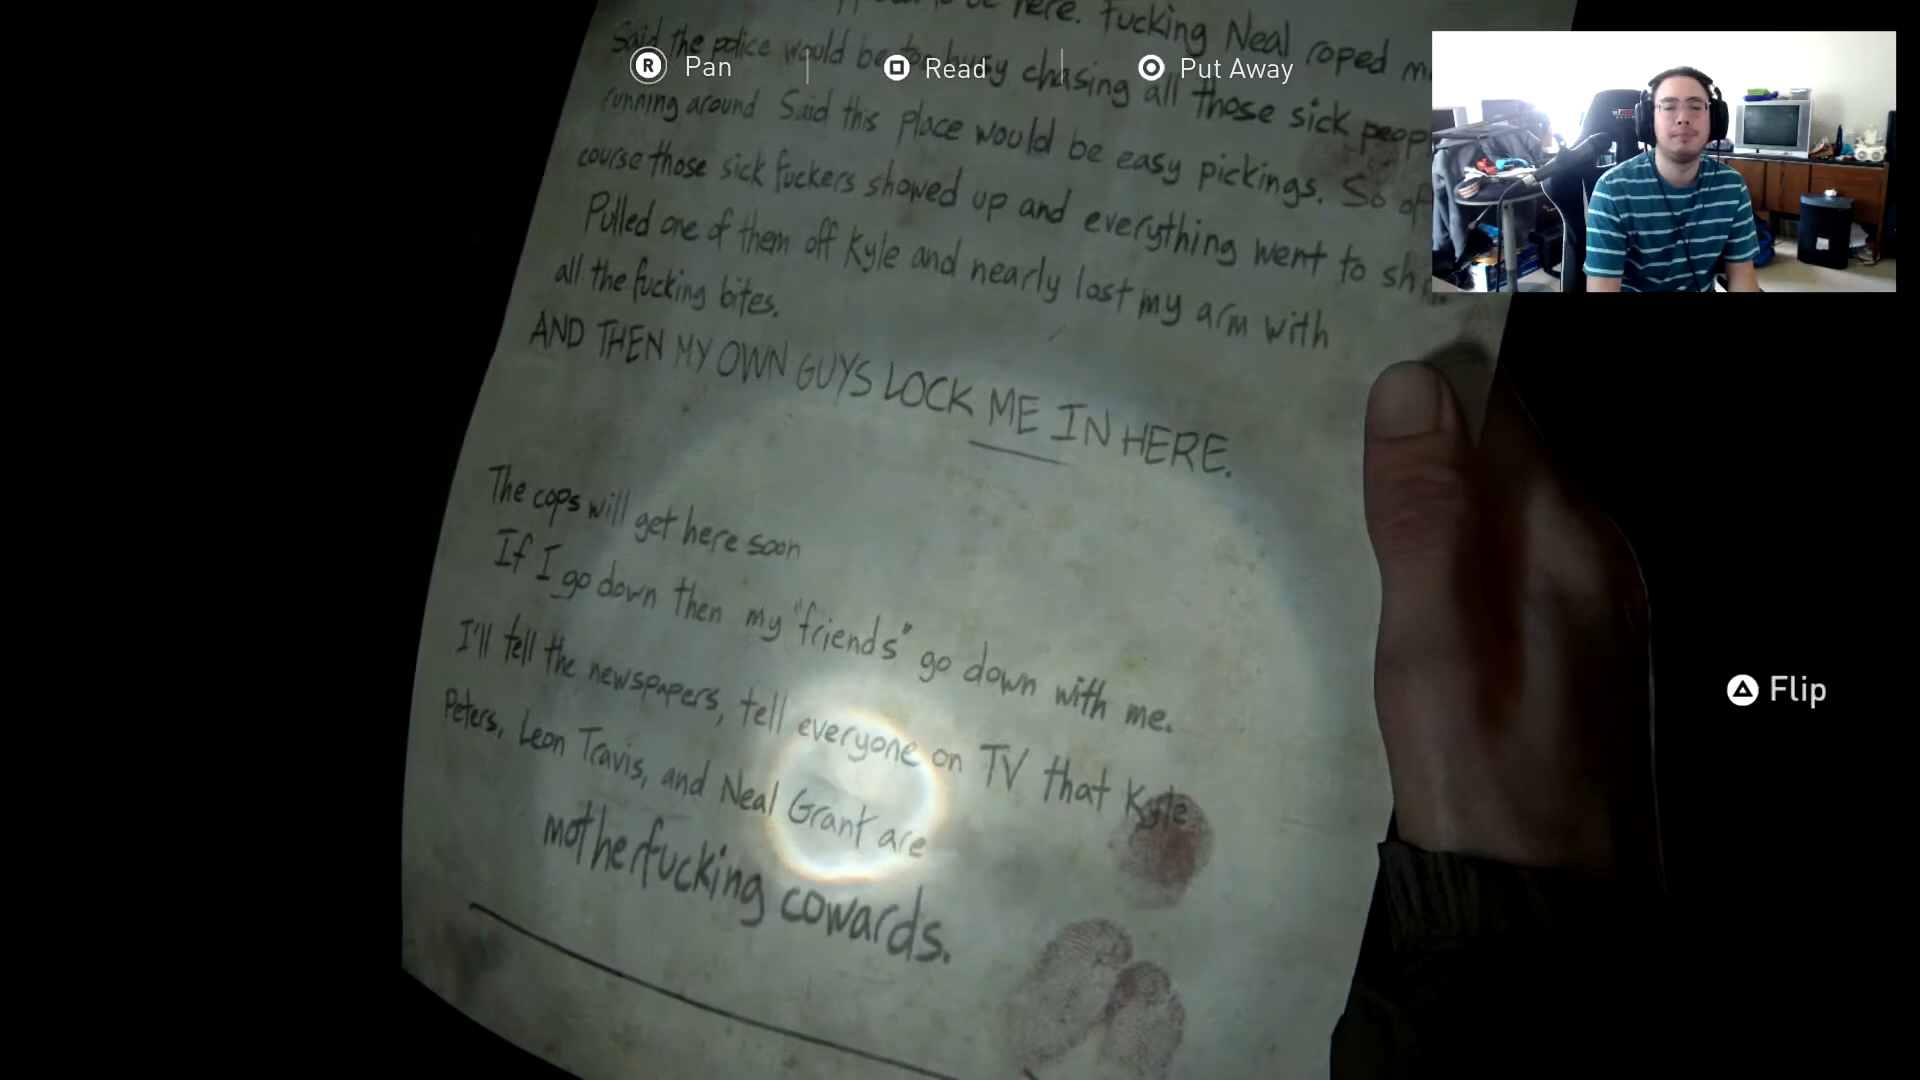 here. Fucking Neal roped
Said the police would be too busy chasing all those sick
running around Said this place would be easy pickings. So of
course those sick fuckers showed up and everything went to
Pulled one of them off Kyle and nearly lost my arm with
all the fucking bites.
AND THEN MY OWN GUYS LOCK ME IN HERE.
The cops will get here soon
If I go down then my "friends" go down with me.
I'll tell the newspapers, tell everyone on TV that Kyle
Peters, Leon Travis, and Neal Grant are
motherfucking cowards.
R Pan
Read
Put Away
Flip